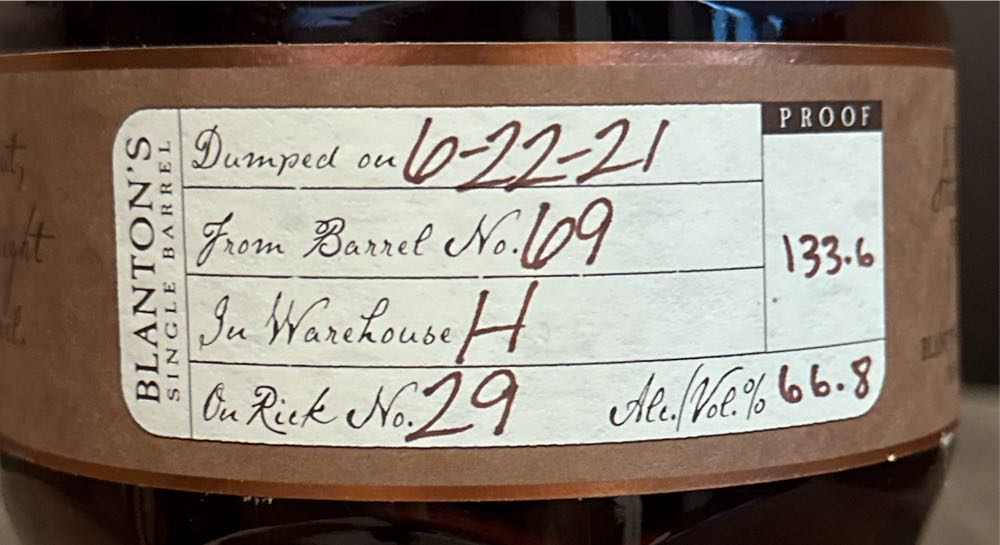 BLANTON'S
SINGLE BARREL
PROOF
Dumped on 6-22-21
From Barrel No. 69
133.6
In Warehouse H
On Rick No. 29 Alc./Vol.% 66.8